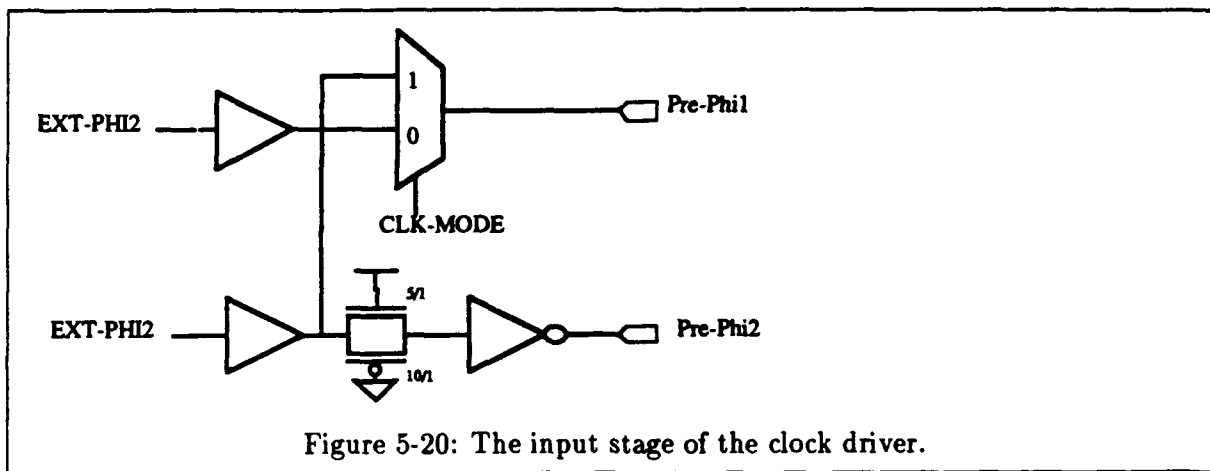 1
Pre-Phi1
EXT-PHI2
0
CLK-MODE
5/1
EXT-PHI2
Pre-Phi2
10/1
Figure 5-20: The input stage of the clock driver.